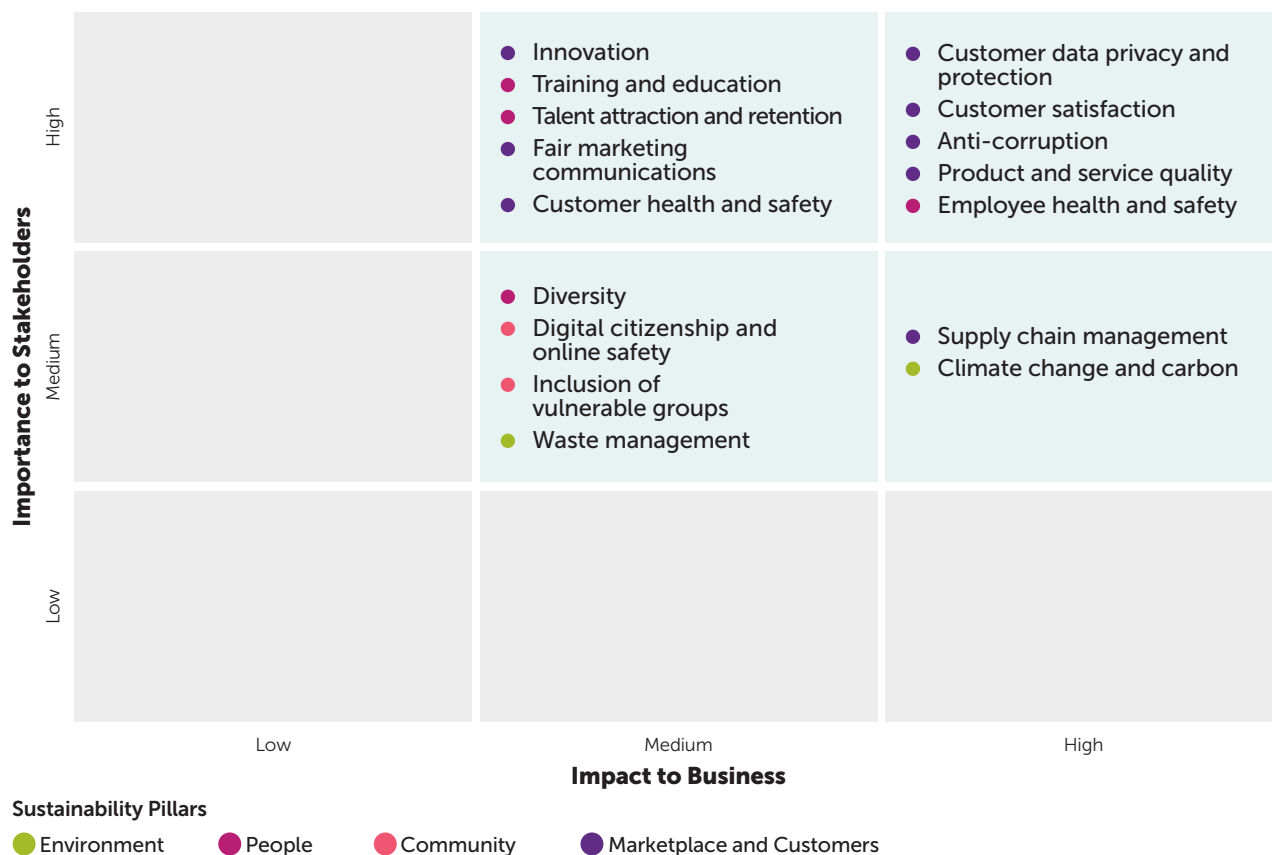 Importance to Stakeholders
High
Innovation
Training and education
Talent attraction and retention
Fair marketing
communications
Customer health and safety
Customer data privacy and
protection
Customer satisfaction
Anti-corruption
Product and service quality
Employee health and safety
Medium
Diversity
Digital citizenship and
online safety
Inclusion of
vulnerable groups
Waste management
Supply chain management
Climate change and carbon
Low
Low
Medium
High
Impact to Business
Sustainability Pillars
Environment
People
Community
Marketplace and Customers